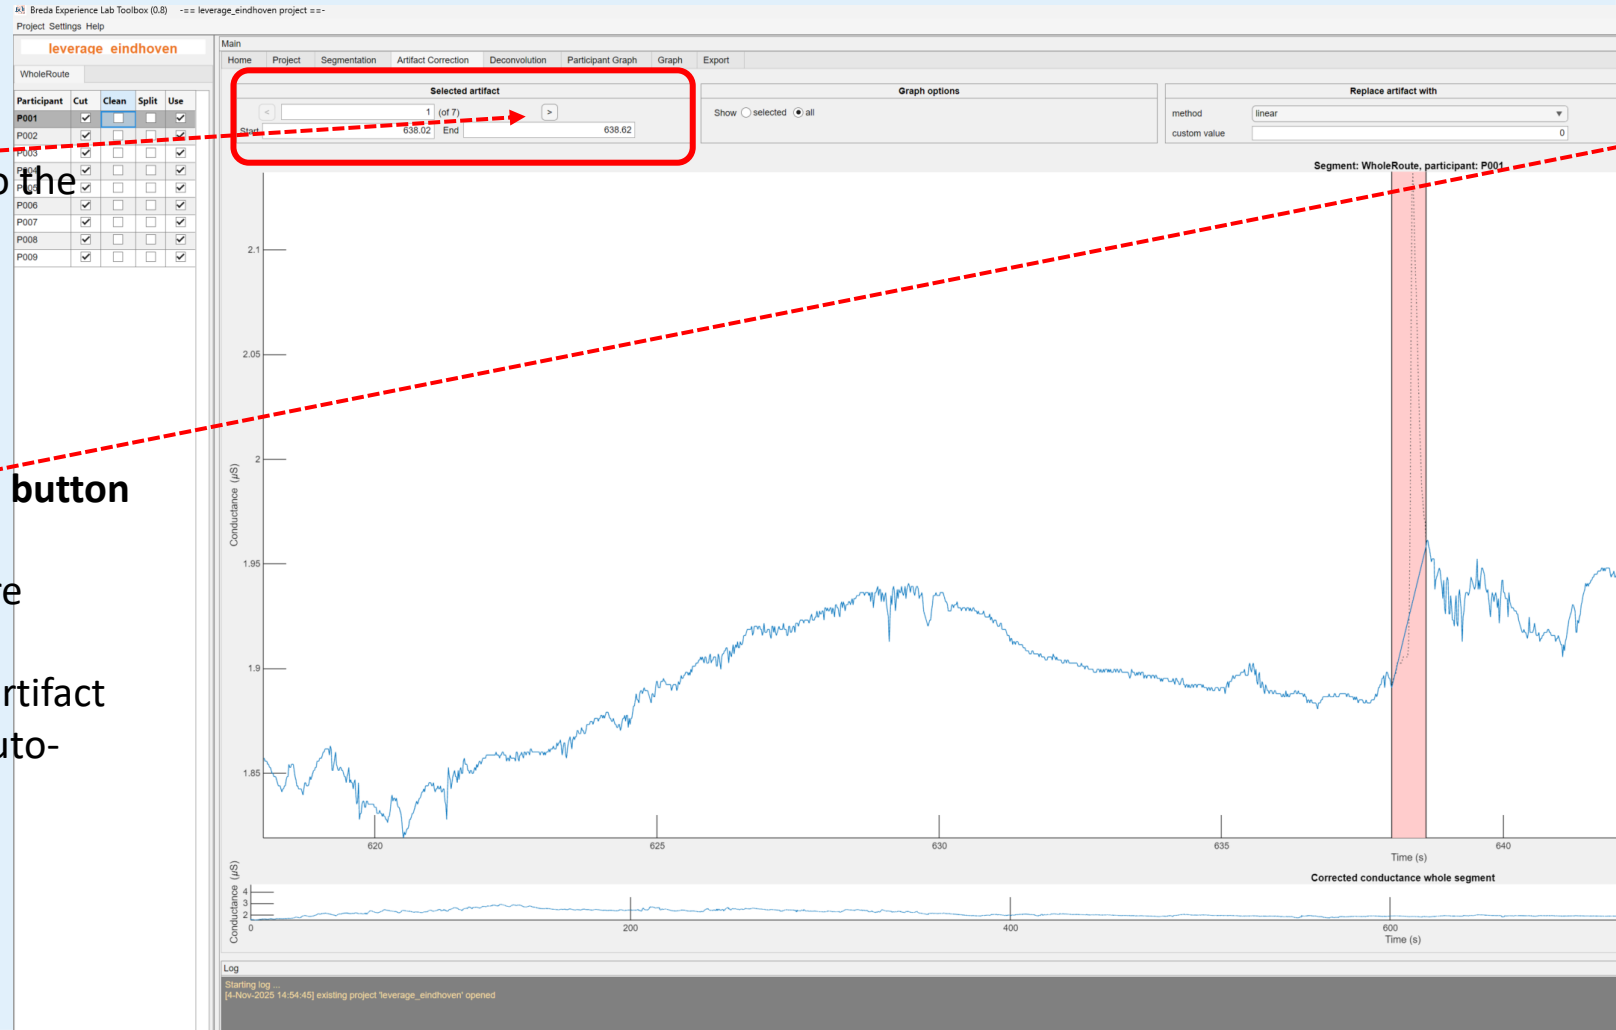 Breda Experience Lab Toolbox (0.8) -== leverage_eindhoven project ==-
Project Settings Help
leverage_eindhoven
WholeRoute
Participant Cut Clean Split Use
P001
P002
P003
P004
P005
P006
P007
P008
P009
o the
button
re
rtifact
uto-
Main
Home Project Segmentation Artifact Correction Deconvolution Participant Graph Graph Export
Selected artifact
< 1 (of 7) >
Start 638.02 End 638.62
Graph options
Show selected all
Replace artifact with
method linear
custom value 0
Segment: WholeRoute, participant: P001
Conductance (µS)
2.1
2.05
2
1.95
1.9
1.85
620 625 630 635 640
Time (s)
Corrected conductance whole segment
Conductance (µS)
4
3
2
0 200 400 600
Time (s)
Log
Starting log ...
[4-Nov-2025 14:54:45] existing project 'leverage_eindhoven' opened